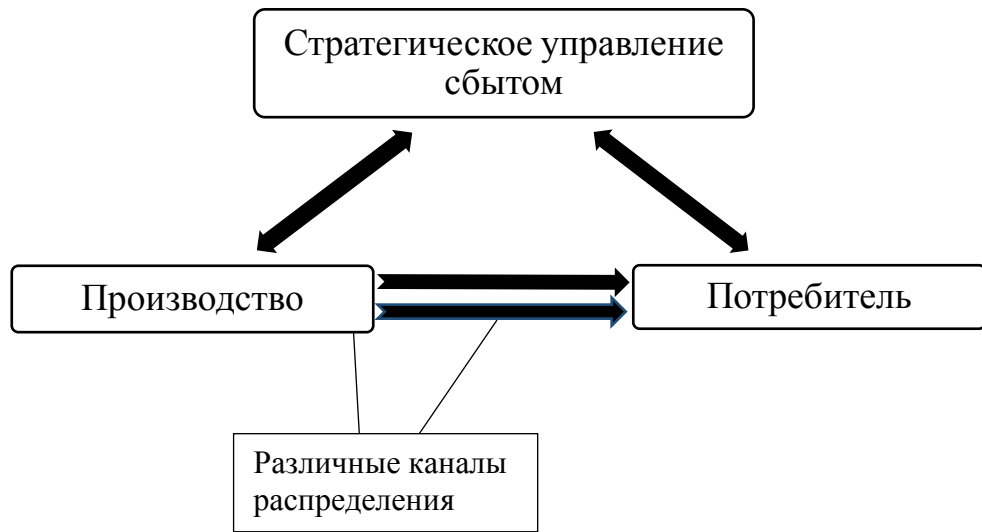 Стратегическое управление
сбытом
Производство
Потребитель
Различные каналы
распределения